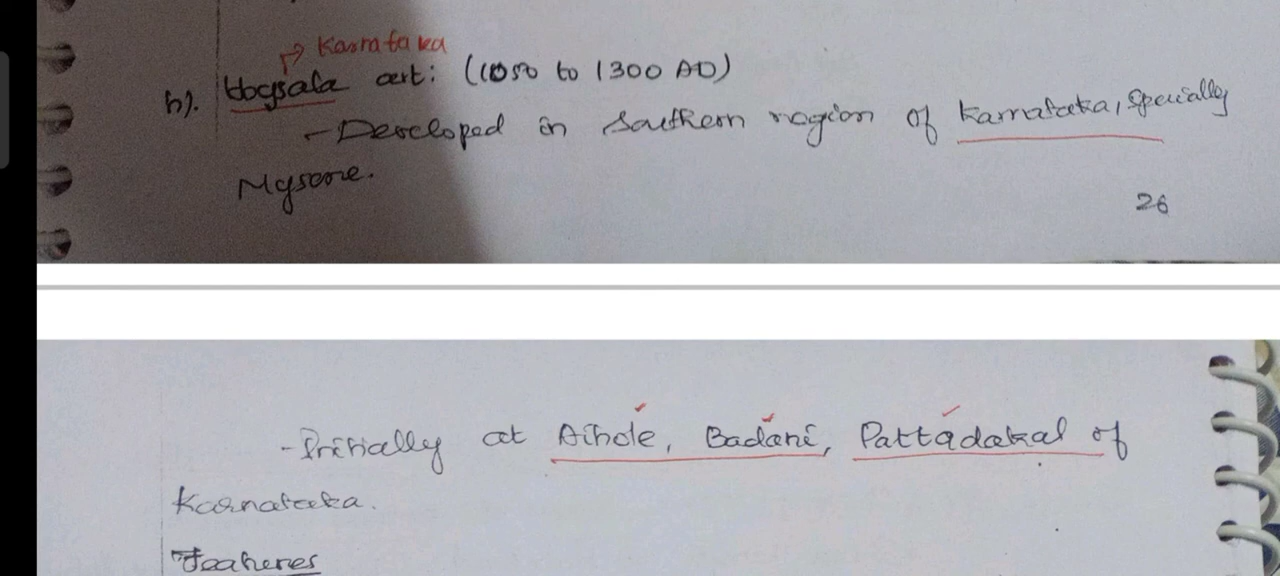 Karnataka
b). Hoysala art: (1050 to 1300 AD)
- Developed in southern region of Karnataka, specially
Mysore.
26
- Initially at Aihole, Badami, Pattadakal of
Karnataka.
Features